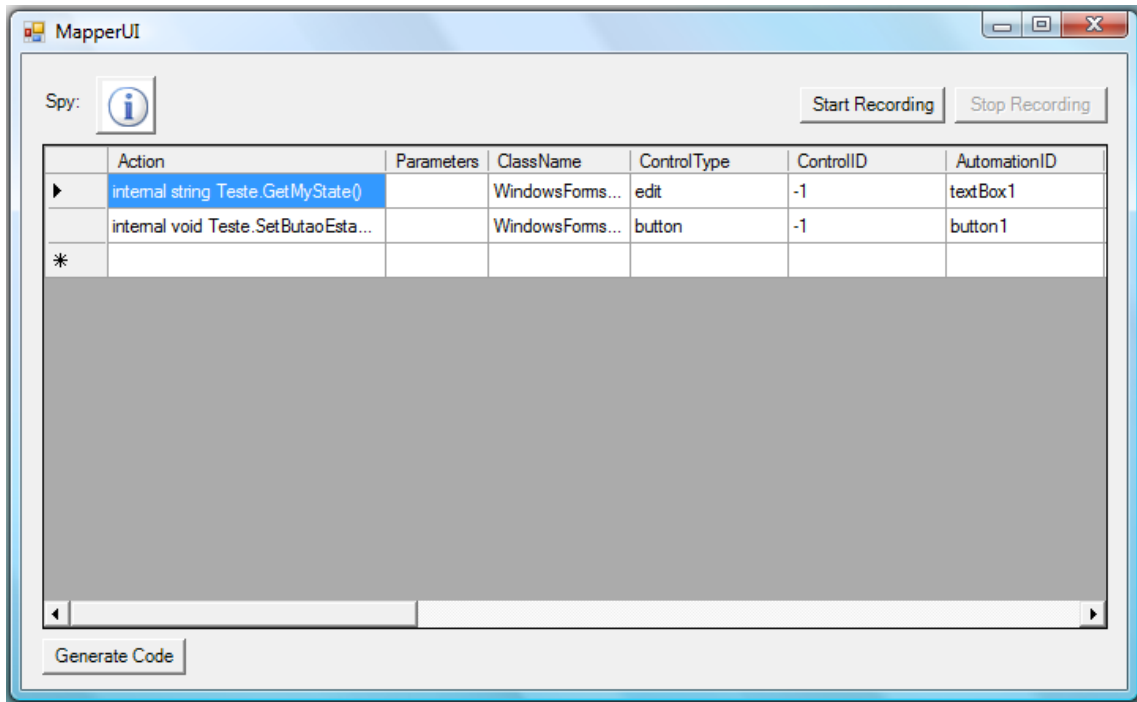 MapperUI
Spy:
Start Recording
Stop Recording
Action Parameters ClassName ControlType ControlID AutomationID
internal string Teste.GetMyState() WindowsForms... edit -1 textBox1
internal void Teste.SetButaoEsta... WindowsForms... button -1 button1
Generate Code